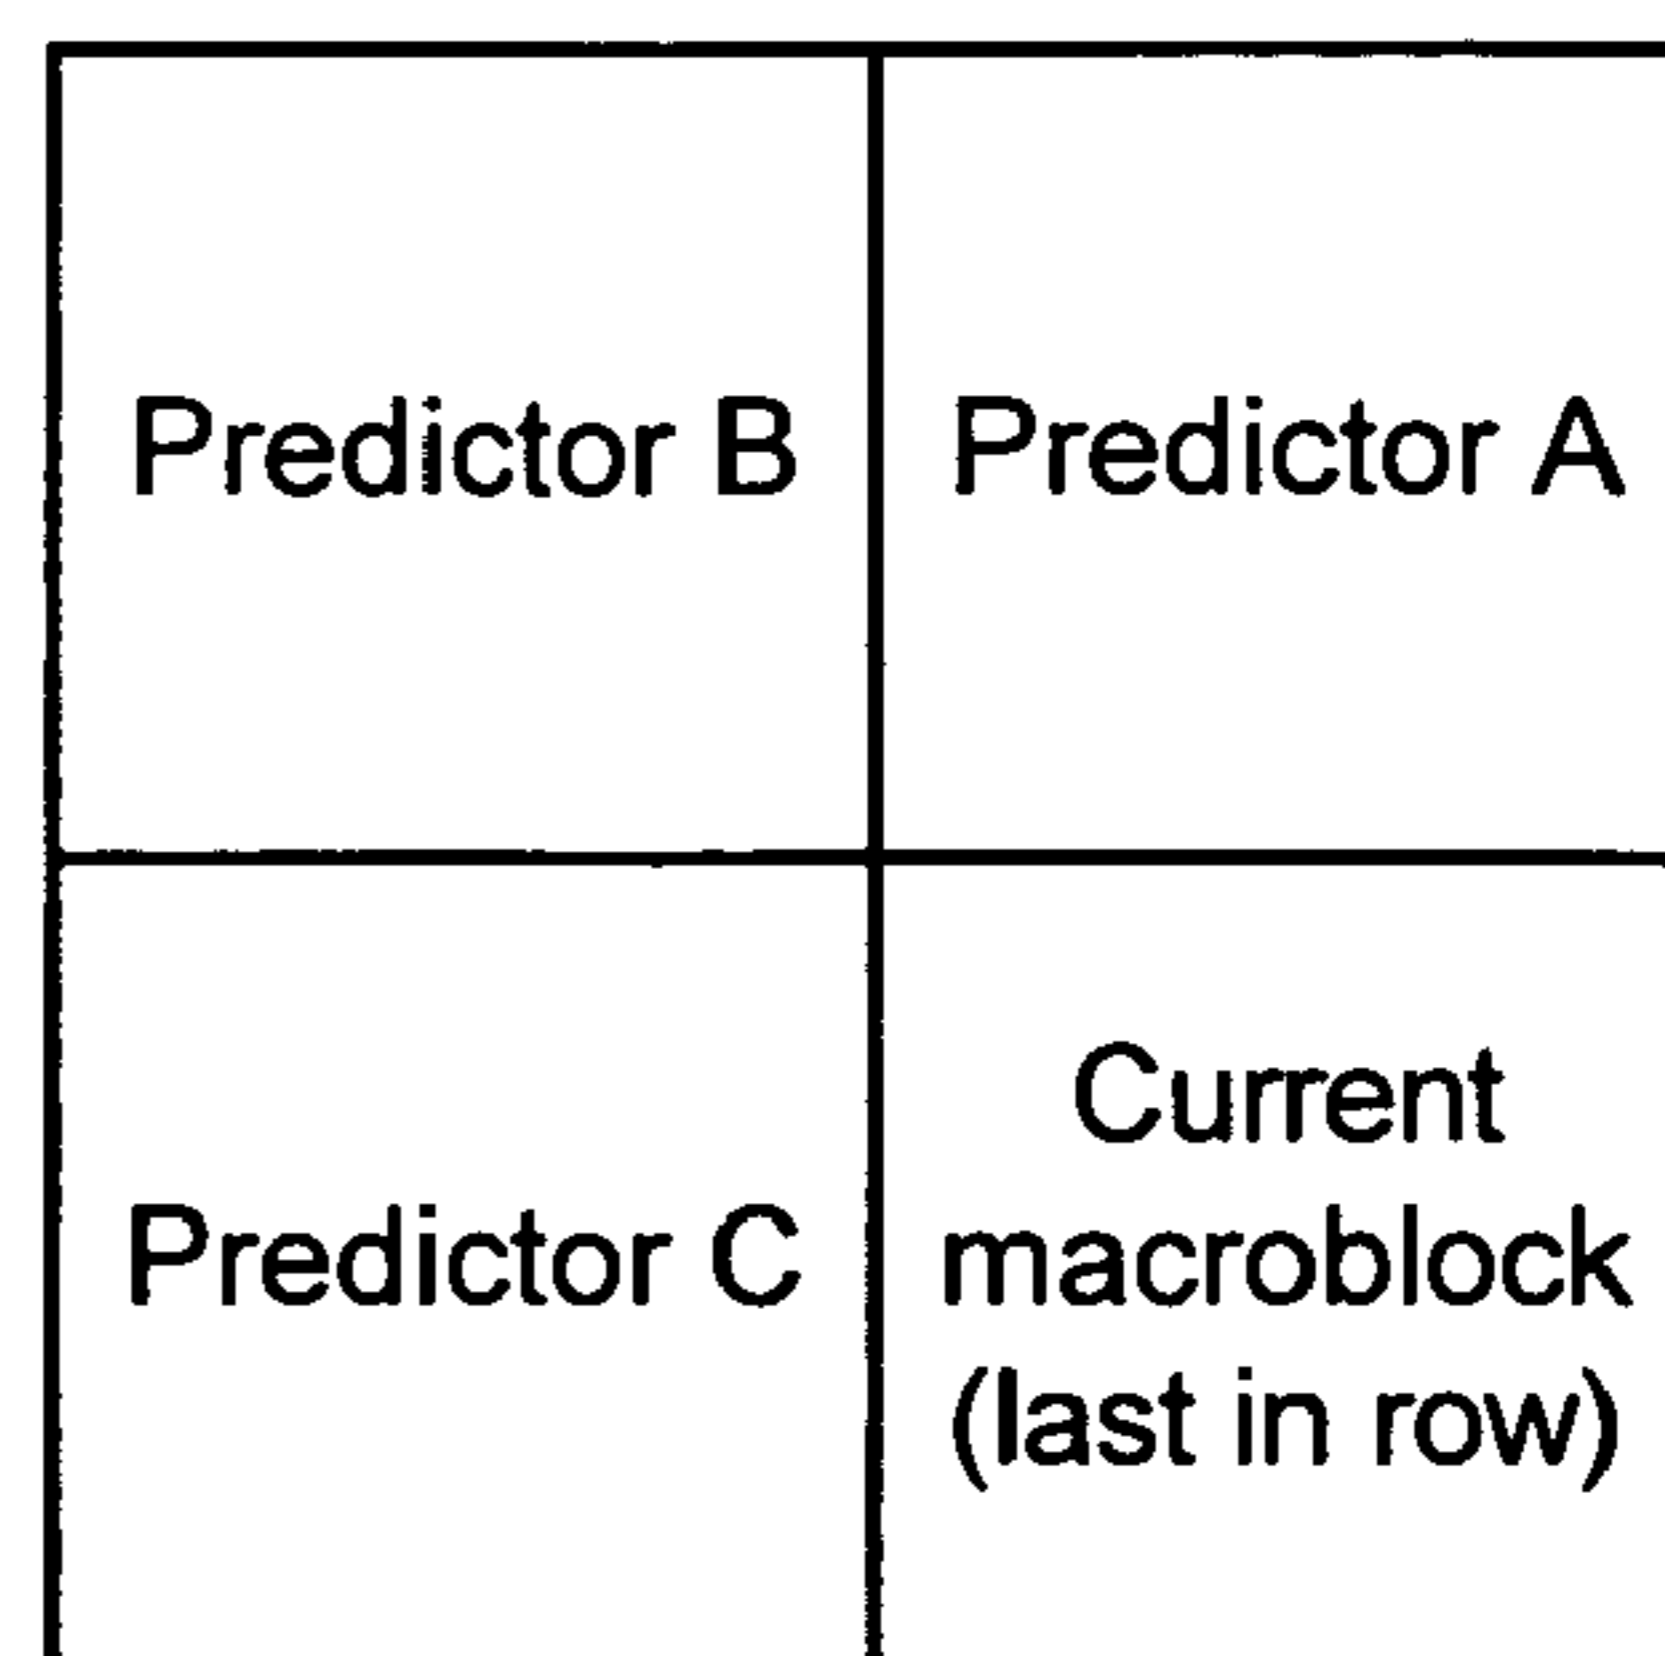 Predictor B
Predictor A
Predictor C
Current
macroblock
(last in row)